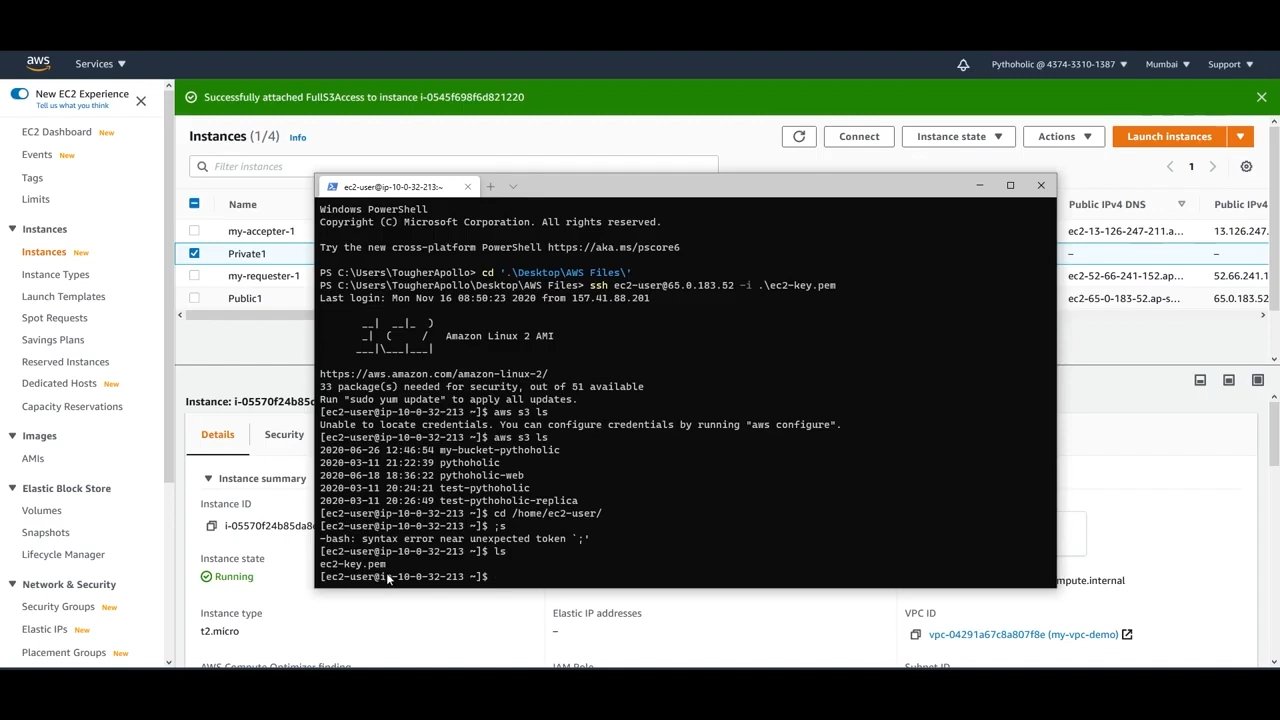 aws
Services ▼
Pythoholic @ 4374-3310-1387 ▼
Mumbai ▼
Support ▼
New EC2 Experience
Tell us what you think
EC2 Dashboard New
Events New
Tags
Limits
Instances
Instances New
Instance Types
Launch Templates
Spot Requests
Savings Plans
Reserved Instances
Dedicated Hosts New
Capacity Reservations
Images
AMIs
Elastic Block Store
Volumes
Snapshots
Lifecycle Manager
Network & Security
Security Groups New
Elastic IPs New
Placement Groups New
Successfully attached FullS3Access to instance i-0545f698f6d821220
Instances (1/4) Info
Connect
Instance state ▼
Actions ▼
Launch instances
Filter instances
1
Name
Public IPv4 DNS
Public IPv4
my-accepter-1
ec2-13-126-247-211.a...
13.126.247.
Private1
–
–
my-requester-1
ec2-52-66-241-152.ap...
52.66.241.1
Public1
ec2-65-0-183-52.ap-s...
65.0.183.52
ec2-user@ip-10-0-32-213:~
Windows PowerShell
Copyright (C) Microsoft Corporation. All rights reserved.
Try the new cross-platform PowerShell https://aka.ms/pscore6
PS C:\Users\TougherApollo> cd '.\Desktop\AWS Files\'
PS C:\Users\TougherApollo\Desktop\AWS Files> ssh ec2-user@65.0.183.52 -i .\ec2-key.pem
Last login: Mon Nov 16 08:50:23 2020 from 157.41.88.201
__|  __|_  )
_|  (     /   Amazon Linux 2 AMI
___|\___|___|
https://aws.amazon.com/amazon-linux-2/
33 package(s) needed for security, out of 51 available
Run "sudo yum update" to apply all updates.
[ec2-user@ip-10-0-32-213 ~]$ aws s3 ls
Unable to locate credentials. You can configure credentials by running "aws configure".
[ec2-user@ip-10-0-32-213 ~]$ aws s3 ls
2020-06-26 12:46:54 my-bucket-pythoholic
2020-03-11 21:22:39 pythoholic
2020-06-18 18:36:22 pythoholic-web
2020-03-11 20:24:21 test-pythoholic
2020-03-11 20:26:49 test-pythoholic-replica
[ec2-user@ip-10-0-32-213 ~]$ cd /home/ec2-user/
[ec2-user@ip-10-0-32-213 ~]$ ;s
-bash: syntax error near unexpected token `;'
[ec2-user@ip-10-0-32-213 ~]$ ls
ec2-key.pem
[ec2-user@ip-10-0-32-213 ~]$
Instance: i-05570f24b85d
Details
Security
Instance summary
Instance ID
i-05570f24b85da8
Instance state
Running
mpute.internal
Instance type
t2.micro
Elastic IP addresses
–
VPC ID
vpc-04291a67c8a807f8e (my-vpc-demo)
AWS Compute Optimizer finding
IAM Role
Subnet ID